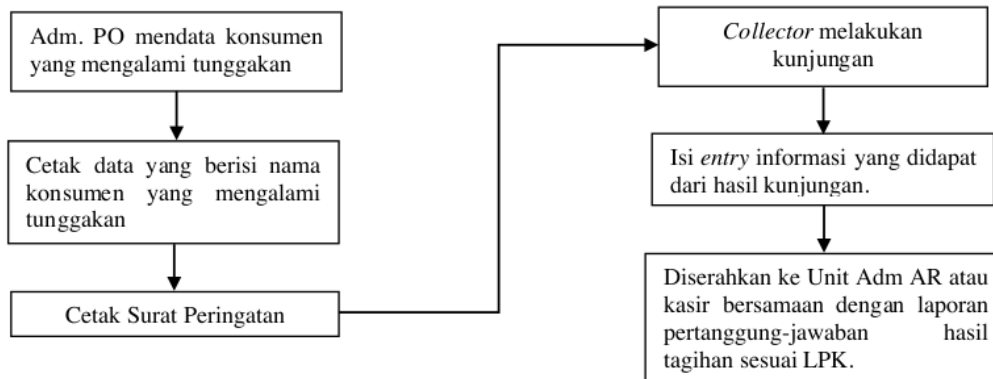 Adm. PO mendata konsumen
yang mengalami tunggakan
Cetak data yang berisi nama
konsumen yang mengalami
tunggakan
Cetak Surat Peringatan
Collector melakukan
kunjungan
Isi entry informasi yang didapat
dari hasil kunjungan.
Diserahkan ke Unit Adm AR atau
kasir bersamaan dengan laporan
pertanggung-jawaban hasil
tagihan sesuai LPK.